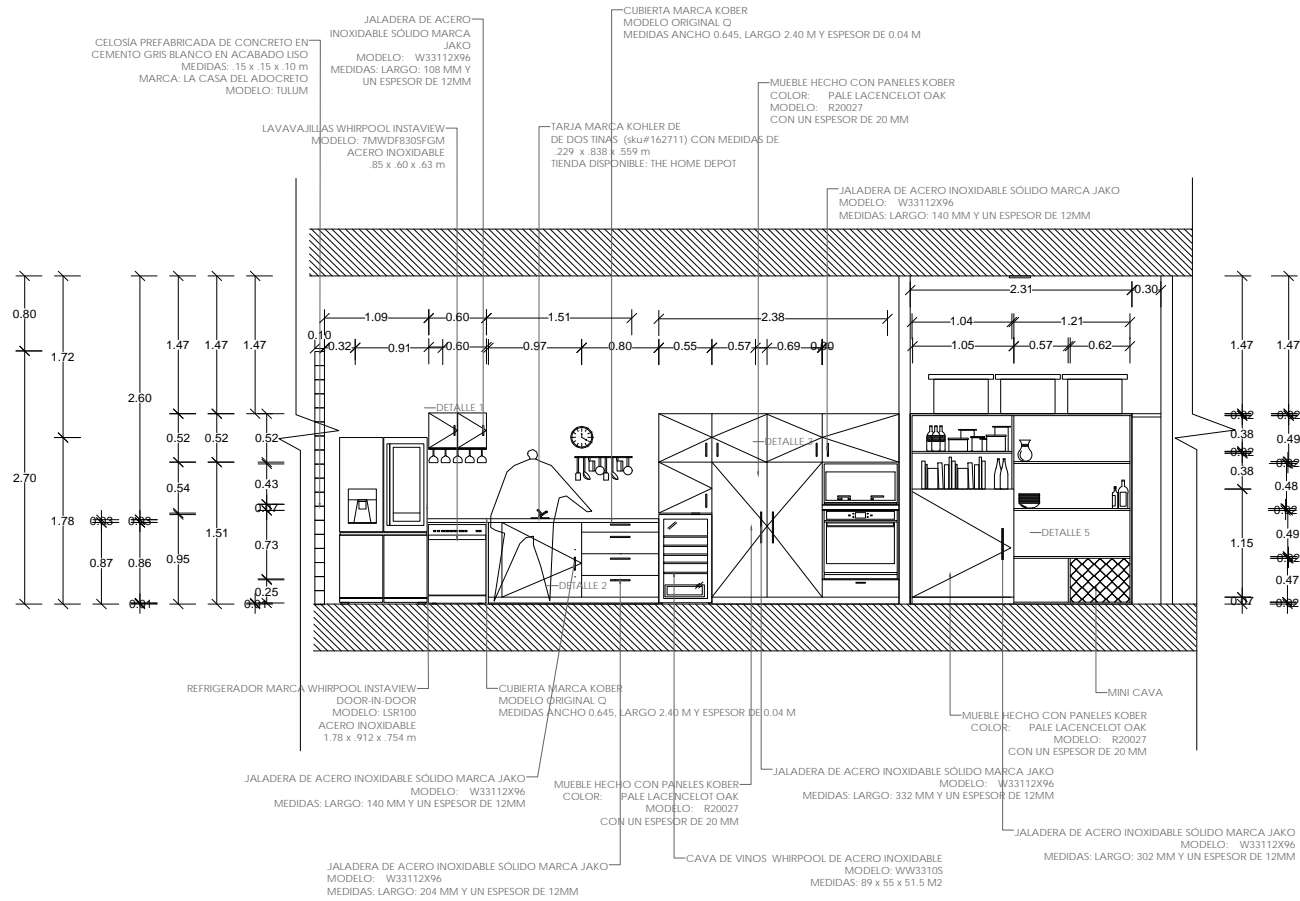 CUBIERTA MARCA KOBER
MODELO ORIGINAL Q
MEDIDAS ANCHO 0.645, LARGO 2.40 M Y ESPESOR DE 0.04 M
JALADERA DE ACERO
INOXIDABLE SÓLIDO MARCA
JAKO
MODELO: W33112X96
MEDIDAS: LARGO: 108 MM Y
UN ESPESOR DE 12MM
CELOSÍA PREFABRICADA DE CONCRETO EN
CEMENTO GRIS BLANCO EN ACABADO LISO
MEDIDAS: .15 x .15 x .10 m
MARCA: LA CASA DEL ADOCRETO
MODELO: TULUM
MUEBLE HECHO CON PANELES KOBER
COLOR: PALE LACENCELOT OAK
MODELO: R20027
CON UN ESPESOR DE 20 MM
LAVAVAJILLAS WHIRPOOL INSTAVIEW
MODELO: 7MWDF830SFGM
ACERO INOXIDABLE
.85 x .60 x .63 m
TARJA MARCA KOHLER DE
DE DOS TINAS (sku#162711) CON MEDIDAS DE
.229 x .838 x .559 m
TIENDA DISPONIBLE: THE HOME DEPOT
JALADERA DE ACERO INOXIDABLE SÓLIDO MARCA JAKO
MODELO: W33112X96
MEDIDAS: LARGO: 140 MM Y UN ESPESOR DE 12MM
2.31
0.30
1.09
0.60
1.51
2.38
1.04
1.21
0.10
0.32
0.91
0.60
0.97
0.80
0.55
0.57
0.69
1.05
0.57
0.62
0.80
2.70
1.72
1.78
0.87
2.60
0.86
1.47
0.52
0.54
0.95
1.47
0.52
1.51
1.47
0.52
0.43
0.73
0.25
DETALLE 1
DETALLE 2
DETALLE 3
DETALLE 5
1.47
0.38
0.38
1.15
1.47
0.49
0.48
0.49
0.47
REFRIGERADOR MARCA WHIRPOOL INSTAVIEW
DOOR-IN-DOOR
MODELO: LSR100
ACERO INOXIDABLE
1.78 x .912 x .754 m
CUBIERTA MARCA KOBER
MODELO ORIGINAL Q
MEDIDAS ANCHO 0.645, LARGO 2.40 M Y ESPESOR DE 0.04 M
MINI CAVA
MUEBLE HECHO CON PANELES KOBER
COLOR: PALE LACENCELOT OAK
MODELO: R20027
CON UN ESPESOR DE 20 MM
JALADERA DE ACERO INOXIDABLE SÓLIDO MARCA JAKO
MODELO: W33112X96
MEDIDAS: LARGO: 140 MM Y UN ESPESOR DE 12MM
MUEBLE HECHO CON PANELES KOBER
COLOR: PALE LACENCELOT OAK
MODELO: R20027
CON UN ESPESOR DE 20 MM
JALADERA DE ACERO INOXIDABLE SÓLIDO MARCA JAKO
MODELO: W33112X96
MEDIDAS: LARGO: 332 MM Y UN ESPESOR DE 12MM
JALADERA DE ACERO INOXIDABLE SÓLIDO MARCA JAKO
MODELO: W33112X96
MEDIDAS: LARGO: 302 MM Y UN ESPESOR DE 12MM
JALADERA DE ACERO INOXIDABLE SÓLIDO MARCA JAKO
MODELO: W33112X96
MEDIDAS: LARGO: 204 MM Y UN ESPESOR DE 12MM
CAVA DE VINOS WHIRPOOL DE ACERO INOXIDABLE
MODELO: WW3310S
MEDIDAS: 89 x 55 x 51.5 M2